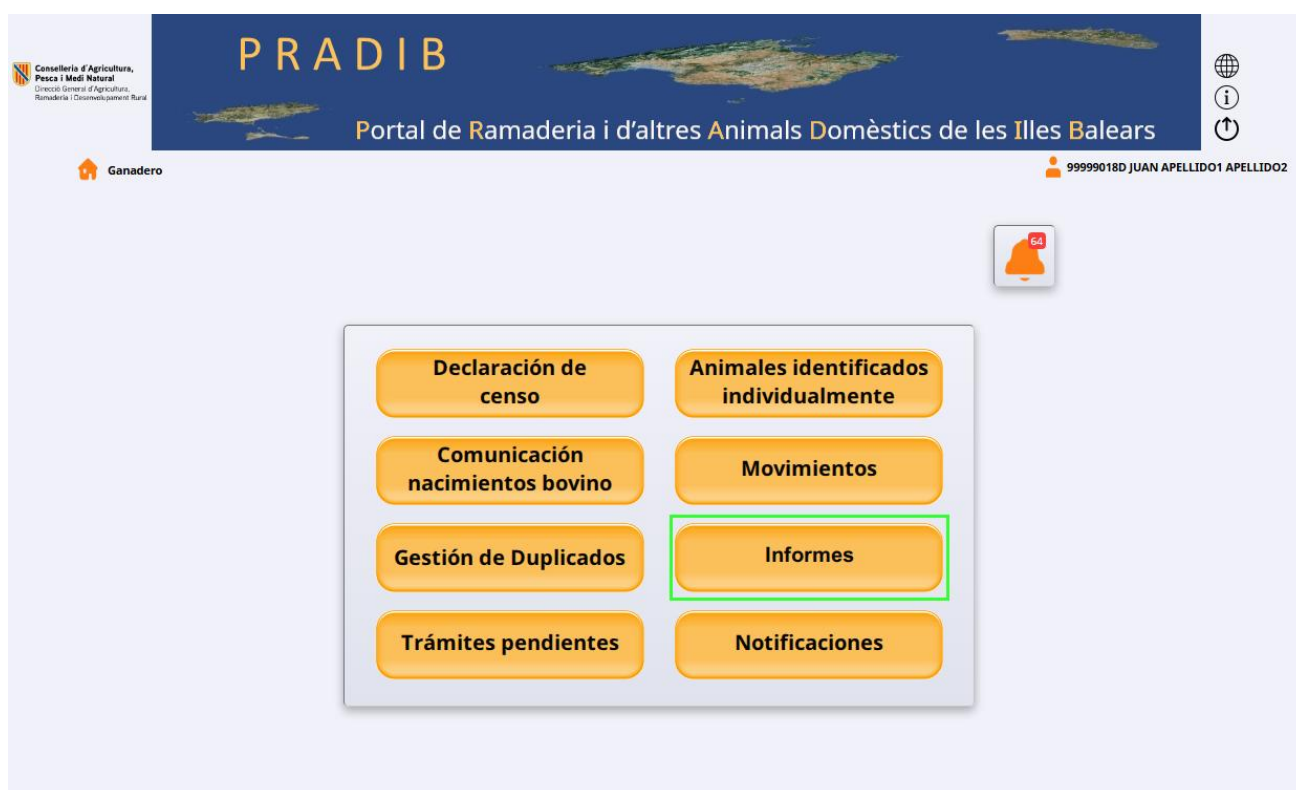 Conselleria d'Agricultura,
Pesca i Medi Natural
Direcció General d'Agricultura,
Ramaderia i Desenvolupament Rural
PRADIB
Portal de Ramaderia i d'altres Animals Domèstics de les Illes Balears
Ganadero
99999018D JUAN APELLIDO1 APELLIDO2
64
Declaración de
censo
Animales identificados
individualmente
Comunicación
nacimientos bovino
Movimientos
Gestión de Duplicados
Informes
Trámites pendientes
Notificaciones